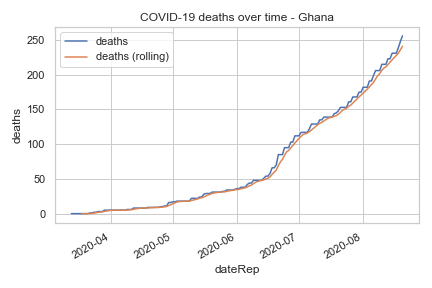 COVID-19 deaths over time - Ghana
deaths
deaths (rolling)
250
200
150
100
50
0
deaths
2020-04
2020-05
2020-06
2020-07
2020-08
dateRep